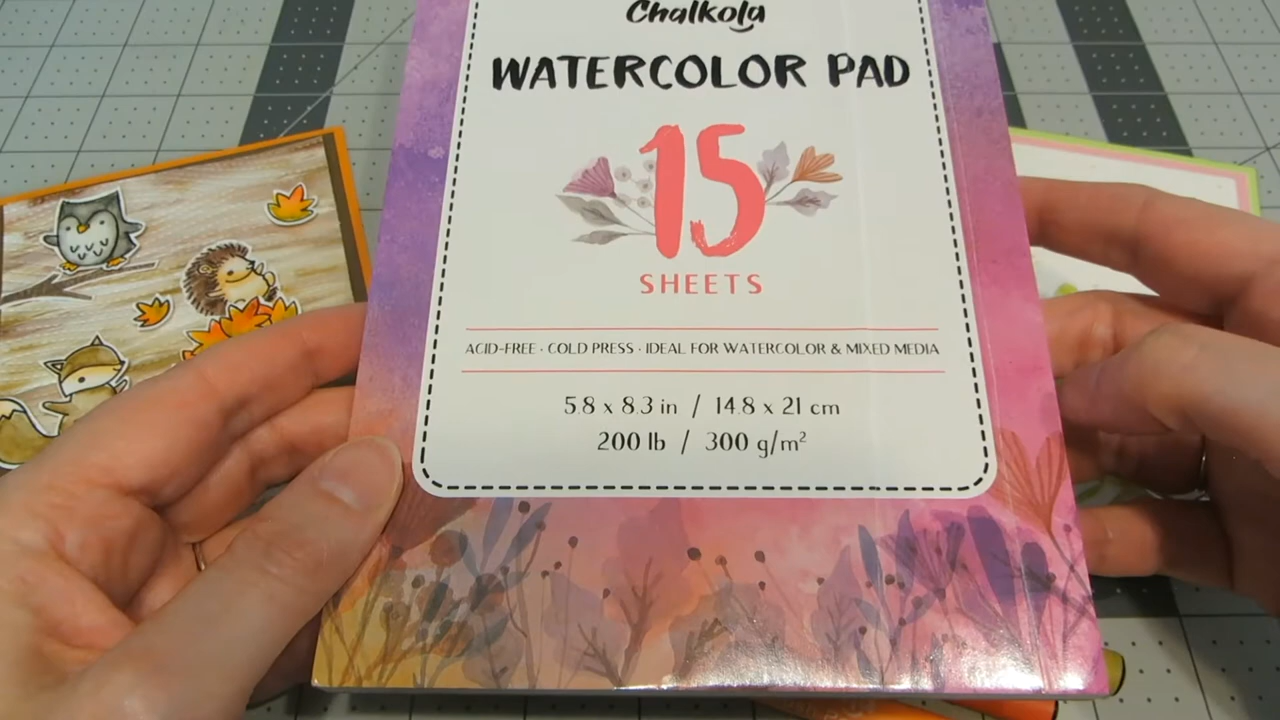 Chalkola
WATERCOLOR PAD
15
SHEETS
ACID-FREE · COLD PRESS · IDEAL FOR WATERCOLOR & MIXED MEDIA
5.8 x 8.3 in / 14.8 x 21 cm
200 lb / 300 g/m²